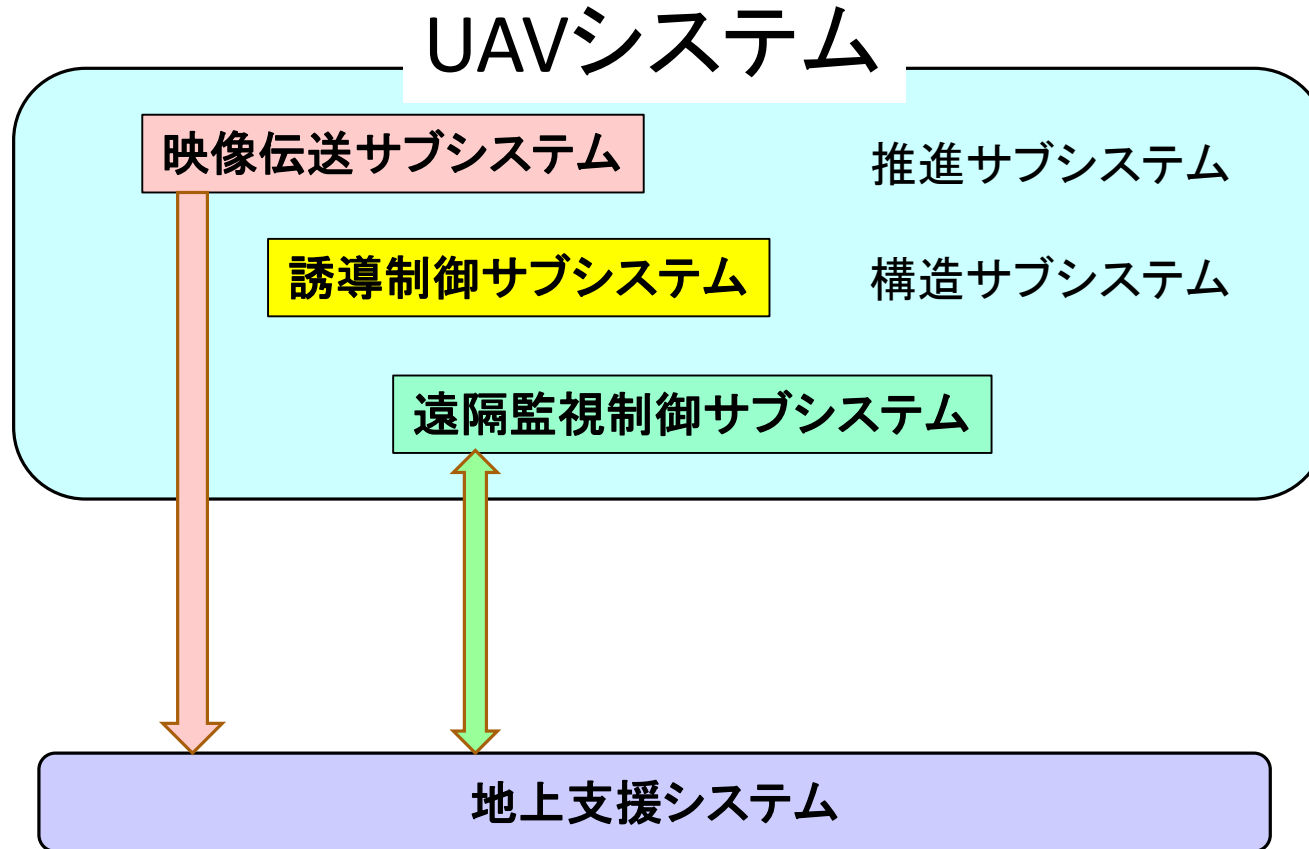 UAVシステム
映像伝送サブシステム
推進サブシステム
誘導制御サブシステム
構造サブシステム
遠隔監視制御サブシステム
地上支援システム